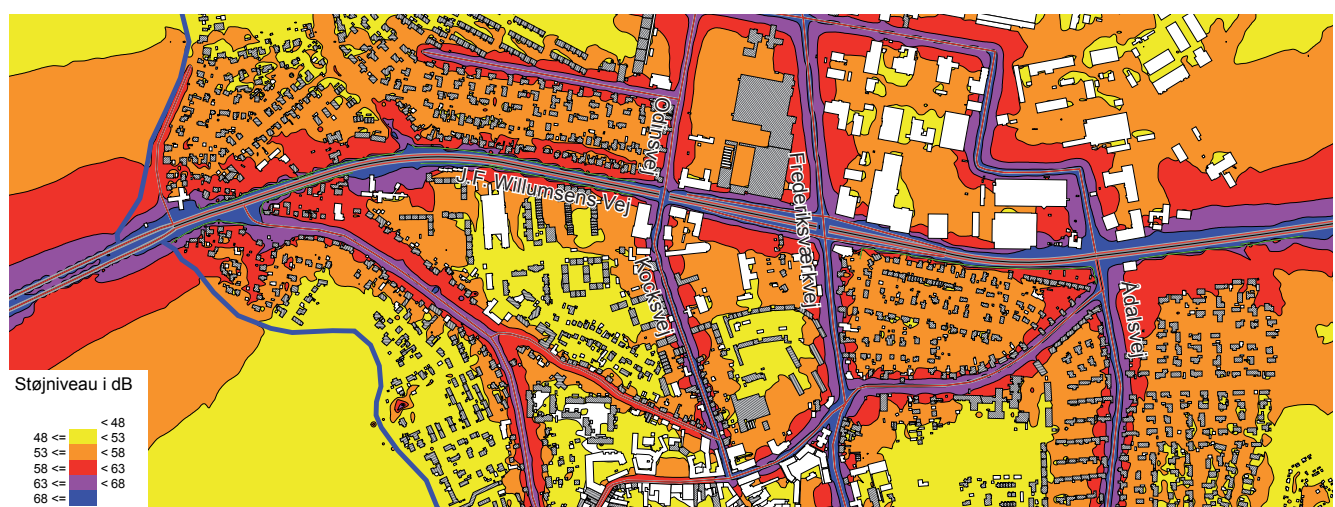 Odinsvej
J.F. Willumsens Vej
Frederiksværkvej
Kocksvej
Ådalsvej
Støjniveau i dB
< 48
48 <= < 53
53 <= < 58
58 <= < 63
63 <= < 68
68 <=